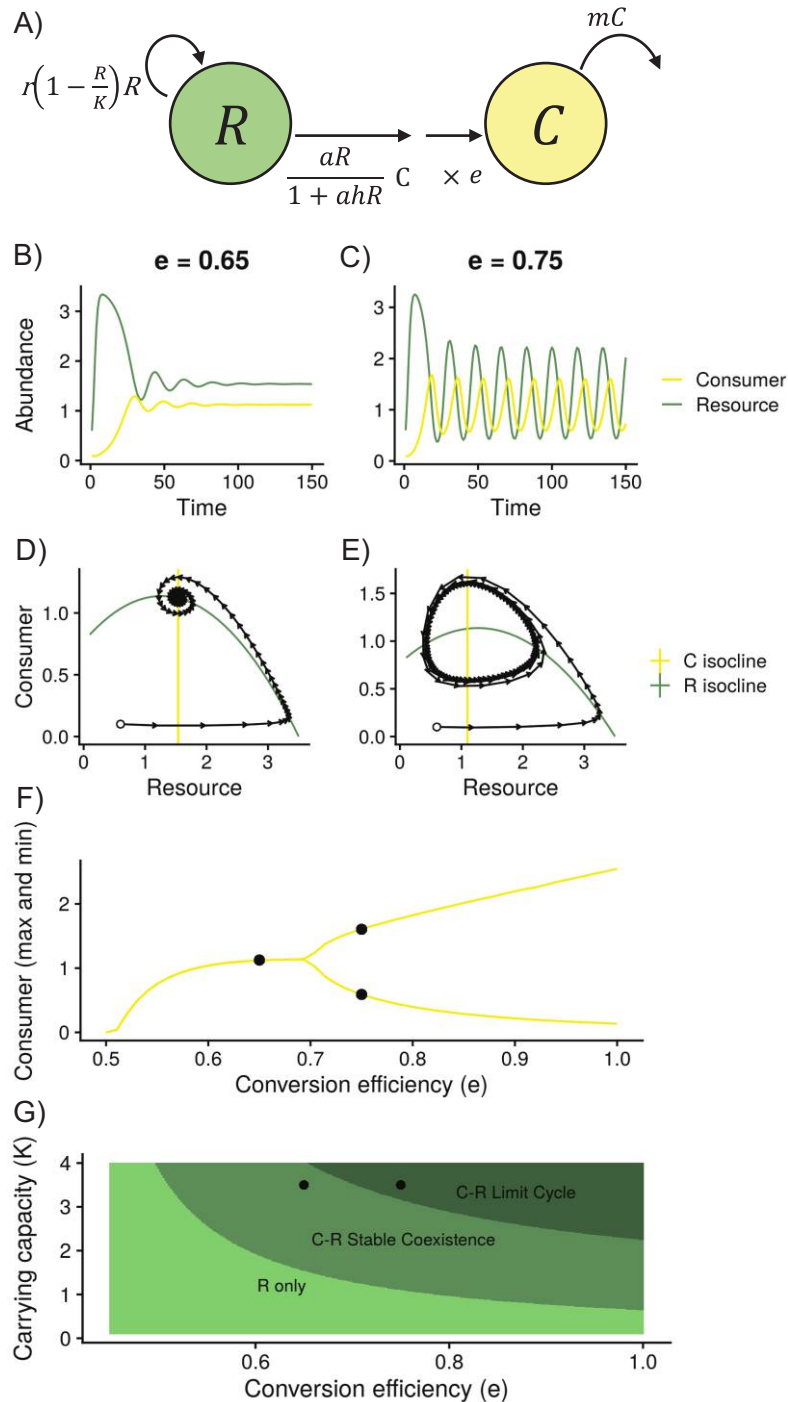 A)
r(1 − R/K)R
R
C
mC
aR/(1 + ahR) C × e
B) e = 0.65
C) e = 0.75
Abundance
3
2
1
0
0 50 100 150
Time
3
2
1
0
0 50 100 150
Time
Consumer
Resource
D)
E)
Consumer
1.0
0.5
0.0
0 1 2 3
Resource
1.5
1.0
0.5
0.0
0 1 2 3
Resource
C isocline
R isocline
F)
Consumer (max and min)
2
1
0
0.5 0.6 0.7 0.8 0.9 1.0
Conversion efficiency (e)
G)
Carrying capacity (K)
4
3
2
1
0
C-R Limit Cycle
C-R Stable Coexistence
R only
0.6 0.8 1.0
Conversion efficiency (e)